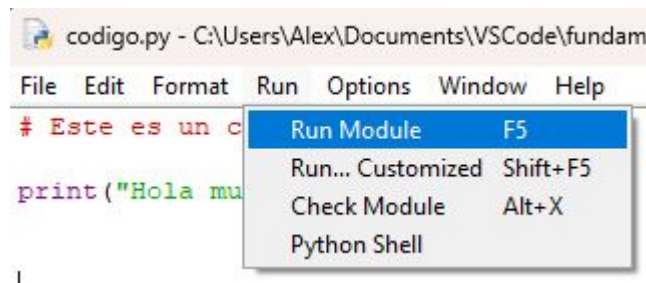 codigo.py - C:\Users\Alex\Documents\VSCode\fundam
File Edit Format Run Options Window Help
# Este es un c
Run Module F5
Run... Customized Shift+F5
print("Hola mu
Check Module Alt+X
Python Shell